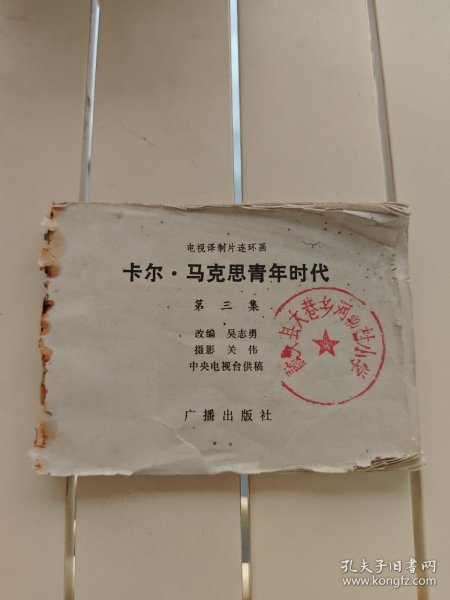 电视译制片连环画
卡尔·马克思青年时代
第三集
改编 吴志勇
摄影 关伟
中央电视台供稿
广播出版社
孔夫子旧书网
www.kongfz.com